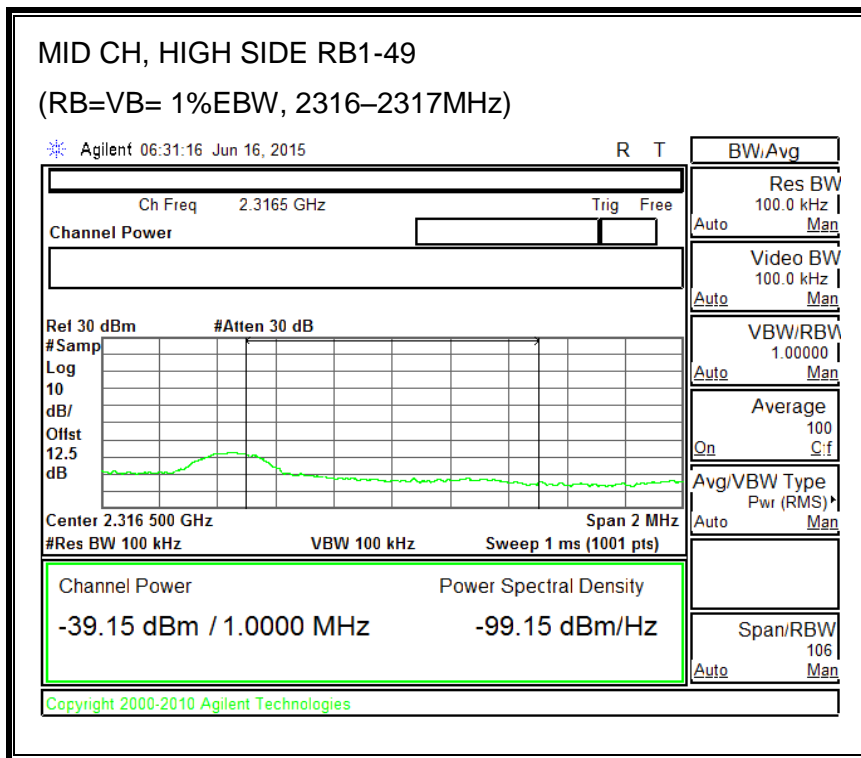 MID CH, HIGH SIDE RB1-49
(RB=VB= 1%EBW, 2316–2317MHz)
Agilent 06:31:16 Jun 16, 2015 R T
BW/Avg
Ch Freq 2.3165 GHz Trig Free
Channel Power
Res BW
100.0 kHz
Auto Man
Video BW
100.0 kHz
Auto Man
Ref 30 dBm #Atten 30 dB
#Samp
Log
10
dB/
Offst
12.5
dB
VBW/RBW
1.00000
Auto Man
Average
100
On
Avg/VBW Type
Pwr (RMS)
Auto Man
Center 2.316 500 GHz Span 2 MHz
#Res BW 100 kHz VBW 100 kHz Sweep 1 ms (1001 pts)
Channel Power Power Spectral Density
-39.15 dBm / 1.0000 MHz -99.15 dBm/Hz
Span/RBW
106
Auto Man
Copyright 2000-2010 Agilent Technologies